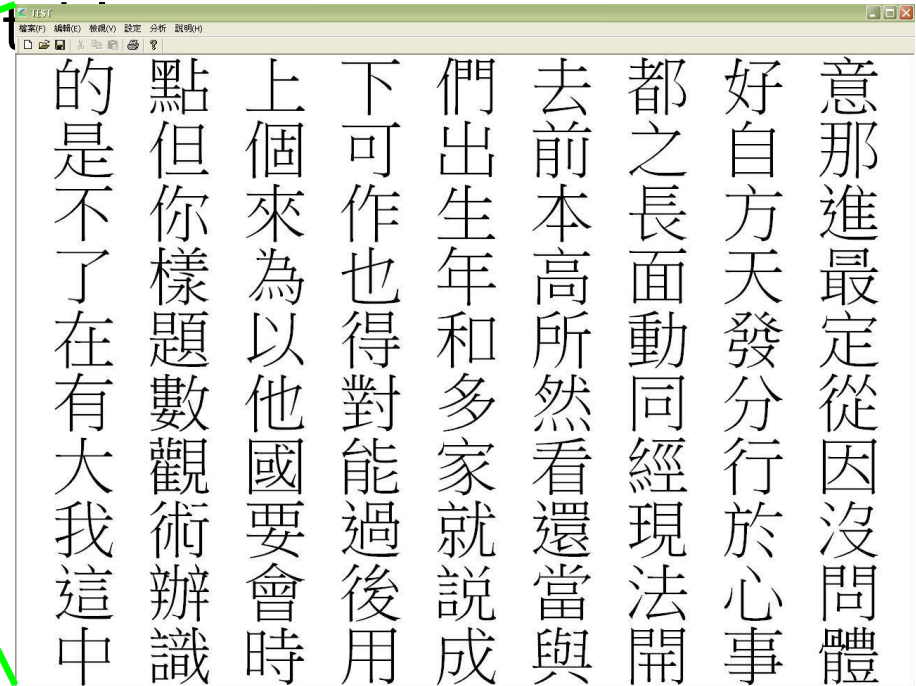 TEST
檔案(F) 編輯(E) 檢視(V) 設定 分析 說明(H)
的點上下們去都好意
是但個可出前之自那
不你來作生本長方進
了樣為也年高面天最
在題以得和所動發定
有數他對多然同分從
大觀國能家看經行因
我術要過就還現於沒
這辦會後説當法心問
中識時用成與開事體